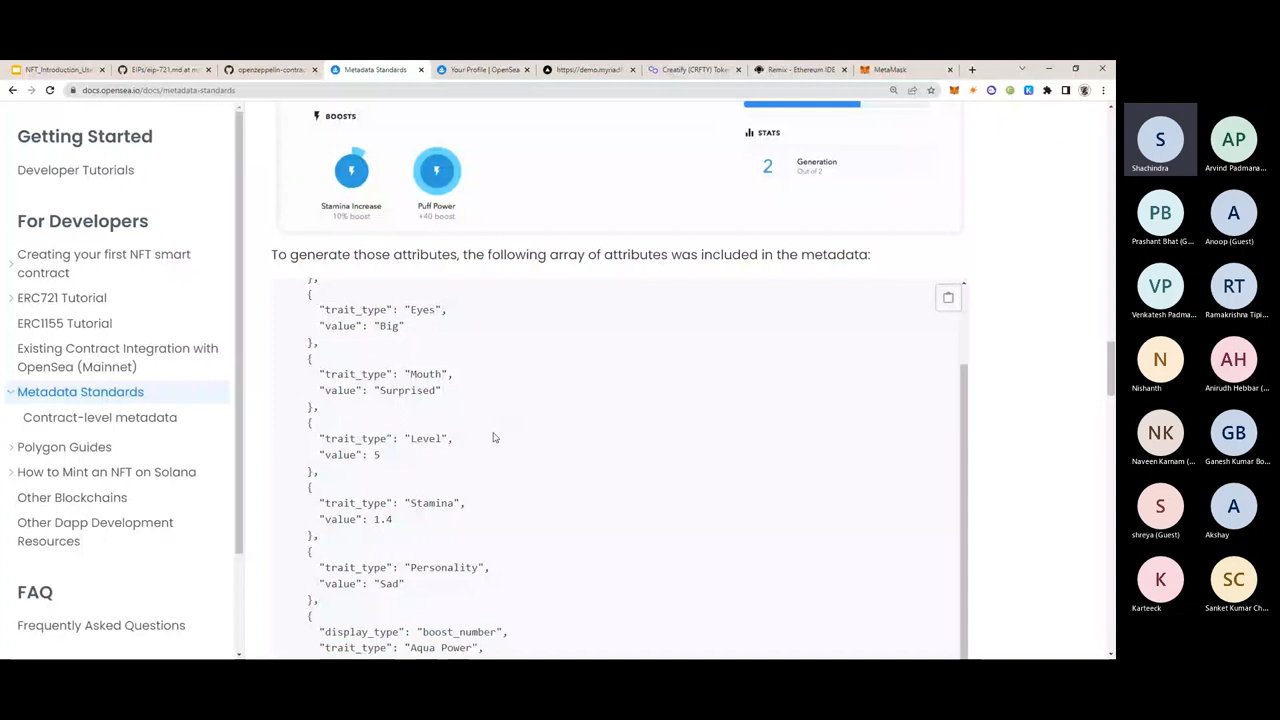 NFT_Introduction_Use
EIPs/eip-721.md at m
openzeppelin-contra
Metadata Standards
Your Profile | OpenSea
https://demo.myriadf
Creatify (CRFTY) Toke
Remix - Ethereum IDE
MetaMask
docs.opensea.io/docs/metadata-standards
Getting Started
Developer Tutorials
For Developers
Creating your first NFT smart
contract
ERC721 Tutorial
ERC1155 Tutorial
Existing Contract Integration with
OpenSea (Mainnet)
Metadata Standards
Contract-level metadata
Polygon Guides
How to Mint an NFT on Solana
Other Blockchains
Other Dapp Development
Resources
FAQ
Frequently Asked Questions
BOOSTS
Stamina Increase
10% boost
Puff Power
+40 boost
STATS
2
Generation
Out of 2
To generate those attributes, the following array of attributes was included in the metadata:
},
{
"trait_type": "Eyes",
"value": "Big"
},
{
"trait_type": "Mouth",
"value": "Surprised"
},
{
"trait_type": "Level",
"value": 5
},
{
"trait_type": "Stamina",
"value": 1.4
},
{
"trait_type": "Personality",
"value": "Sad"
},
{
"display_type": "boost_number",
"trait_type": "Aqua Power",
S
Shachindra
AP
Arvind Padmana...
PB
Prashant Bhat (G...
A
Anoop (Guest)
VP
Venkatesh Padma...
RT
Ramakrishna Tipi...
N
Nishanth
AH
Anirudh Hebbar (...
NK
Naveen Karnam (...
GB
Ganesh Kumar Bo...
S
shreya (Guest)
A
Akshay
K
Karteeck
SC
Sanket Kumar Ch...